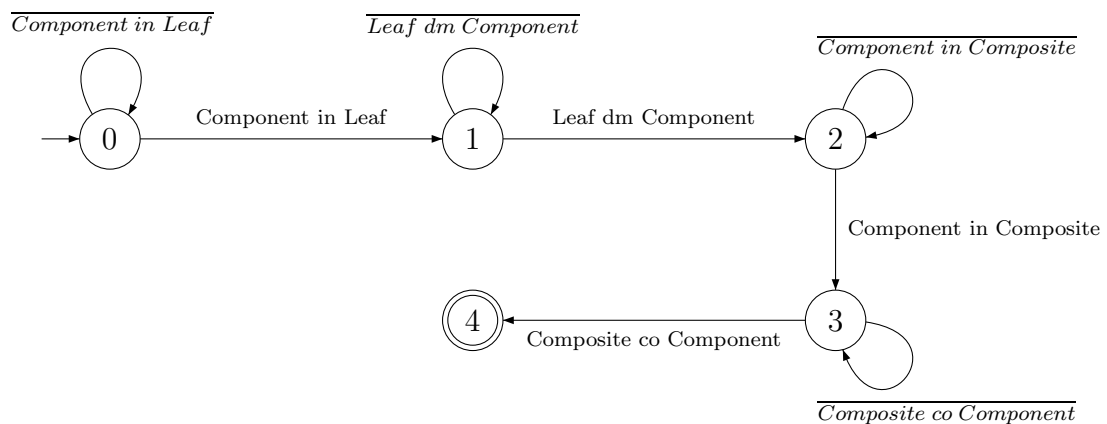 Component in Leaf
Leaf dm Component
Component in Composite
Component in Leaf
Leaf dm Component
0
1
2
Component in Composite
4
3
Composite co Component
Composite co Component